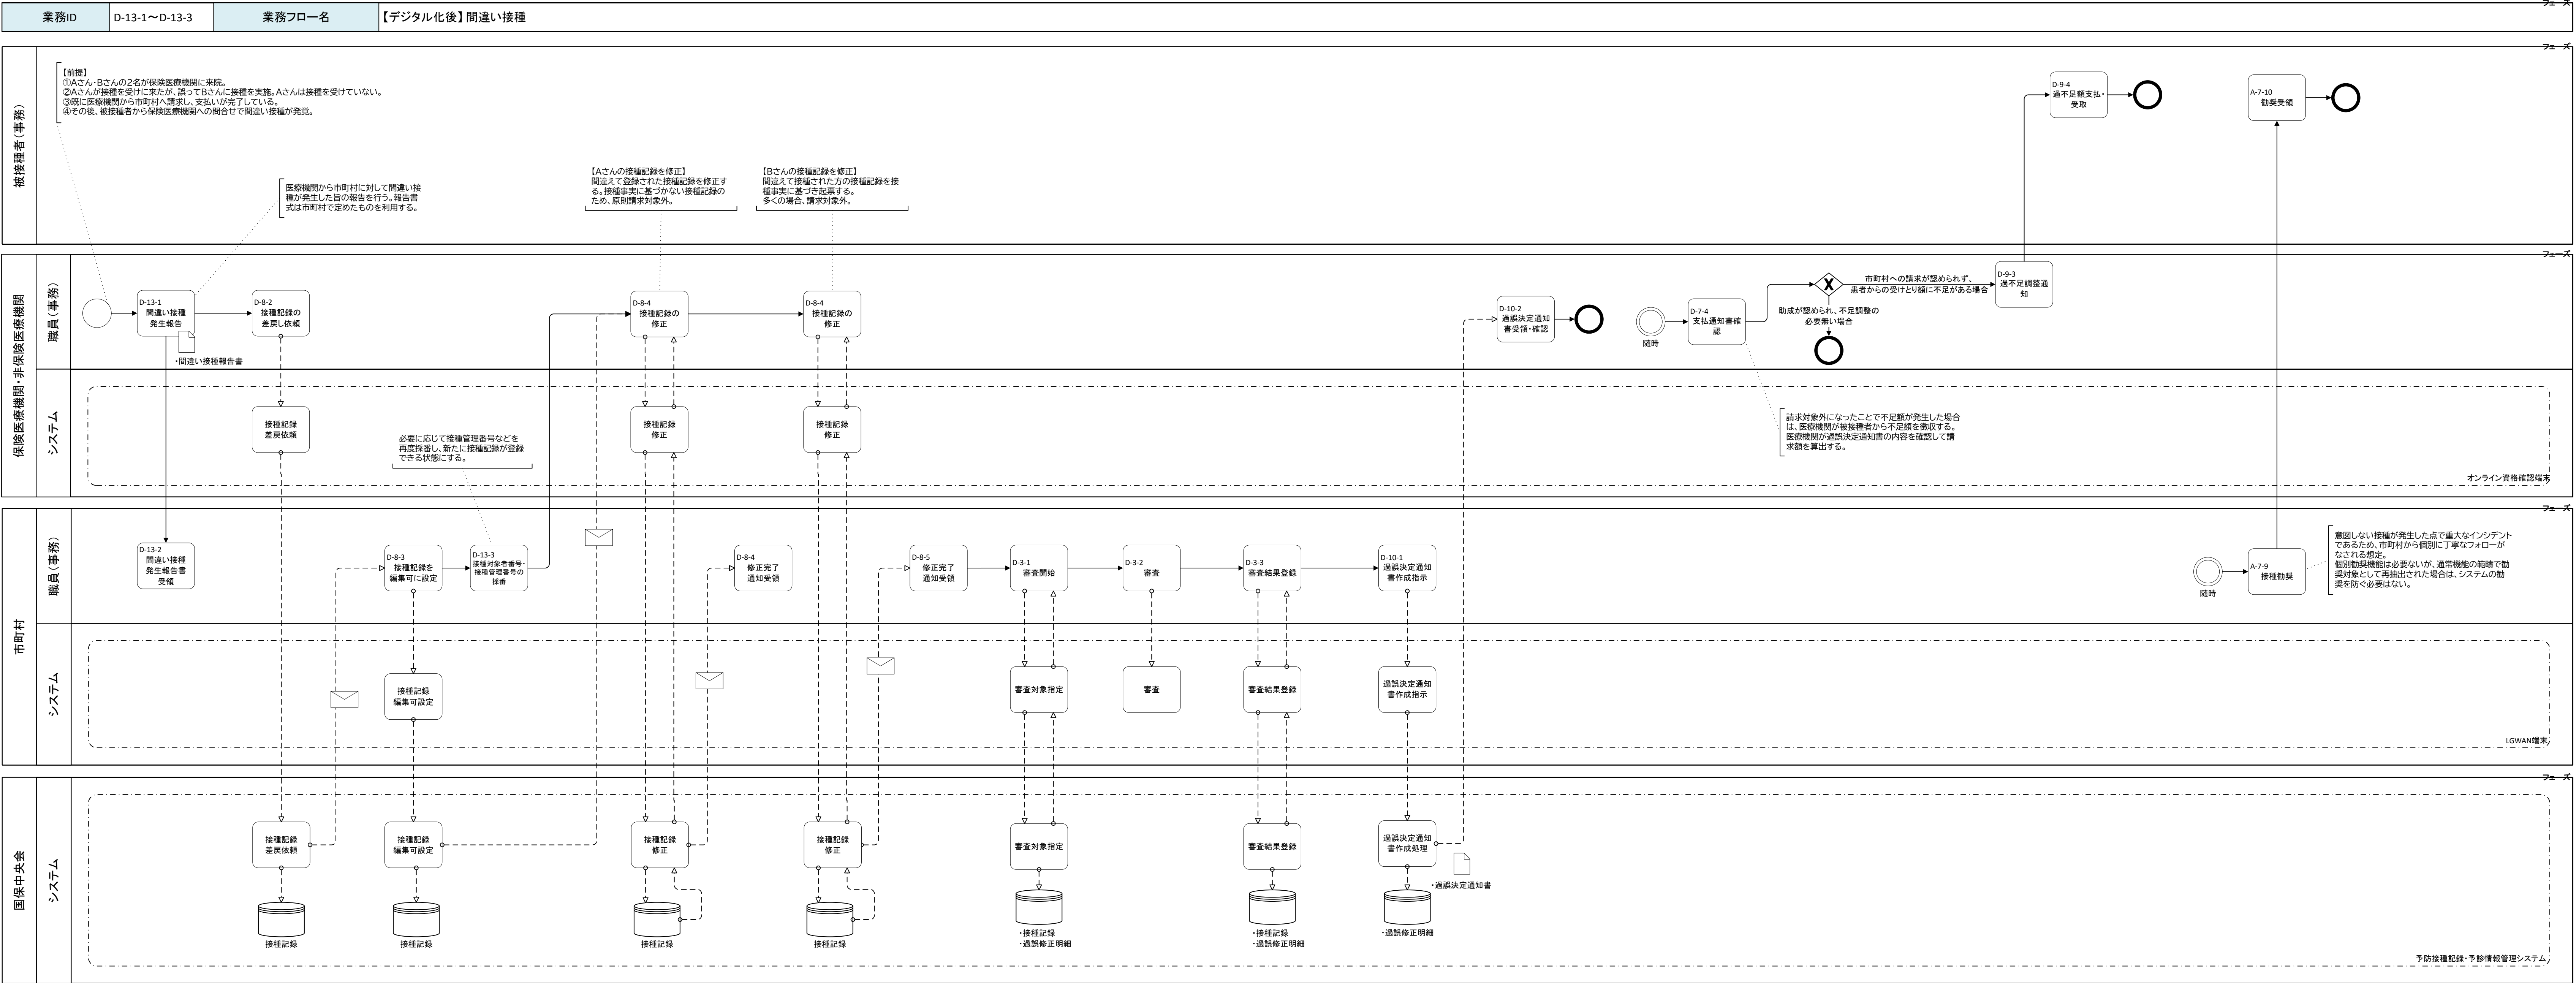 業務ID
D-13-1～D-13-3
業務フロー名
【デジタル化後】間違い接種
フェーズ
フェーズ
被接種者（事務）
【前提】
①Aさん・Bさんの２名が保険医療機関に来院。
②Aさんが接種を受けに来たが、誤ってBさんに接種を実施。Aさんは接種を受けていない。
③既に医療機関から市町村へ請求し、支払いが完了している。
④その後、被接種者から保険医療機関への問合せで間違い接種が発覚。
医療機関から市町村に対して間違い接
種が発生した旨の報告を行う。報告書
式は市町村で定めたものを利用する。
【Aさんの接種記録を修正】
間違えて登録された接種記録を修正す
る。接種事実に基づかない接種記録の
ため、原則請求対象外。
【Bさんの接種記録を修正】
間違えて接種された方の接種記録を接
種事実に基づき起票する。
多くの場合、請求対象外。
D-9-4
過不足額支払・
受取
A-7-10
勧奨受領
フェーズ
保険医療機関・非保険医療機関
職員（事務）
D-13-1
間違い接種
発生報告
・間違い接種報告書
D-8-2
接種記録の
差戻し依頼
D-8-4
接種記録の
修正
D-8-4
接種記録の
修正
D-10-2
過誤決定通知
書受領・確認
随時
D-7-4
支払通知書確
認
X
市町村への請求が認められず、
患者からの受けとり額に不足がある場合
助成が認められ、不足調整の
必要無い場合
D-9-3
過不足調整通
知
システム
接種記録
差戻依頼
必要に応じて接種管理番号などを
再度採番し、新たに接種記録が登録
できる状態にする。
接種記録
修正
接種記録
修正
請求対象外になったことで不足額が発生した場合
は、医療機関が被接種者から不足額を徴収する。
医療機関が過誤決定通知書の内容を確認して請
求額を算出する。
オンライン資格確認端末
フェーズ
市町村
職員（事務）
D-13-2
間違い接種
発生報告書
受領
D-8-3
接種記録を
編集可に設定
D-13-3
接種対象者番号・
接種管理番号の
採番
D-8-4
修正完了
通知受領
D-8-5
修正完了
通知受領
D-3-1
審査開始
D-3-2
審査
D-3-3
審査結果登録
D-10-1
過誤決定通知
書作成指示
随時
A-7-9
接種勧奨
意図しない接種が発生した点で重大なインシデント
であるため、市町村から個別に丁寧なフォローが
なされる想定。
個別勧奨機能は必要ないが、通常機能の範疇で勧
奨対象として再抽出された場合は、システムの勧
奨を防ぐ必要はない。
システム
接種記録
編集可設定
審査対象指定
審査
審査結果登録
過誤決定通知
書作成指示
LGWAN端末
フェーズ
国保中央会
システム
接種記録
差戻依頼
接種記録
編集可設定
接種記録
修正
接種記録
修正
審査対象指定
審査結果登録
過誤決定通知
書作成処理
・過誤決定通知書
接種記録
接種記録
接種記録
接種記録
・接種記録
・過誤修正明細
・接種記録
・過誤修正明細
・過誤修正明細
予防接種記録・予診情報管理システム